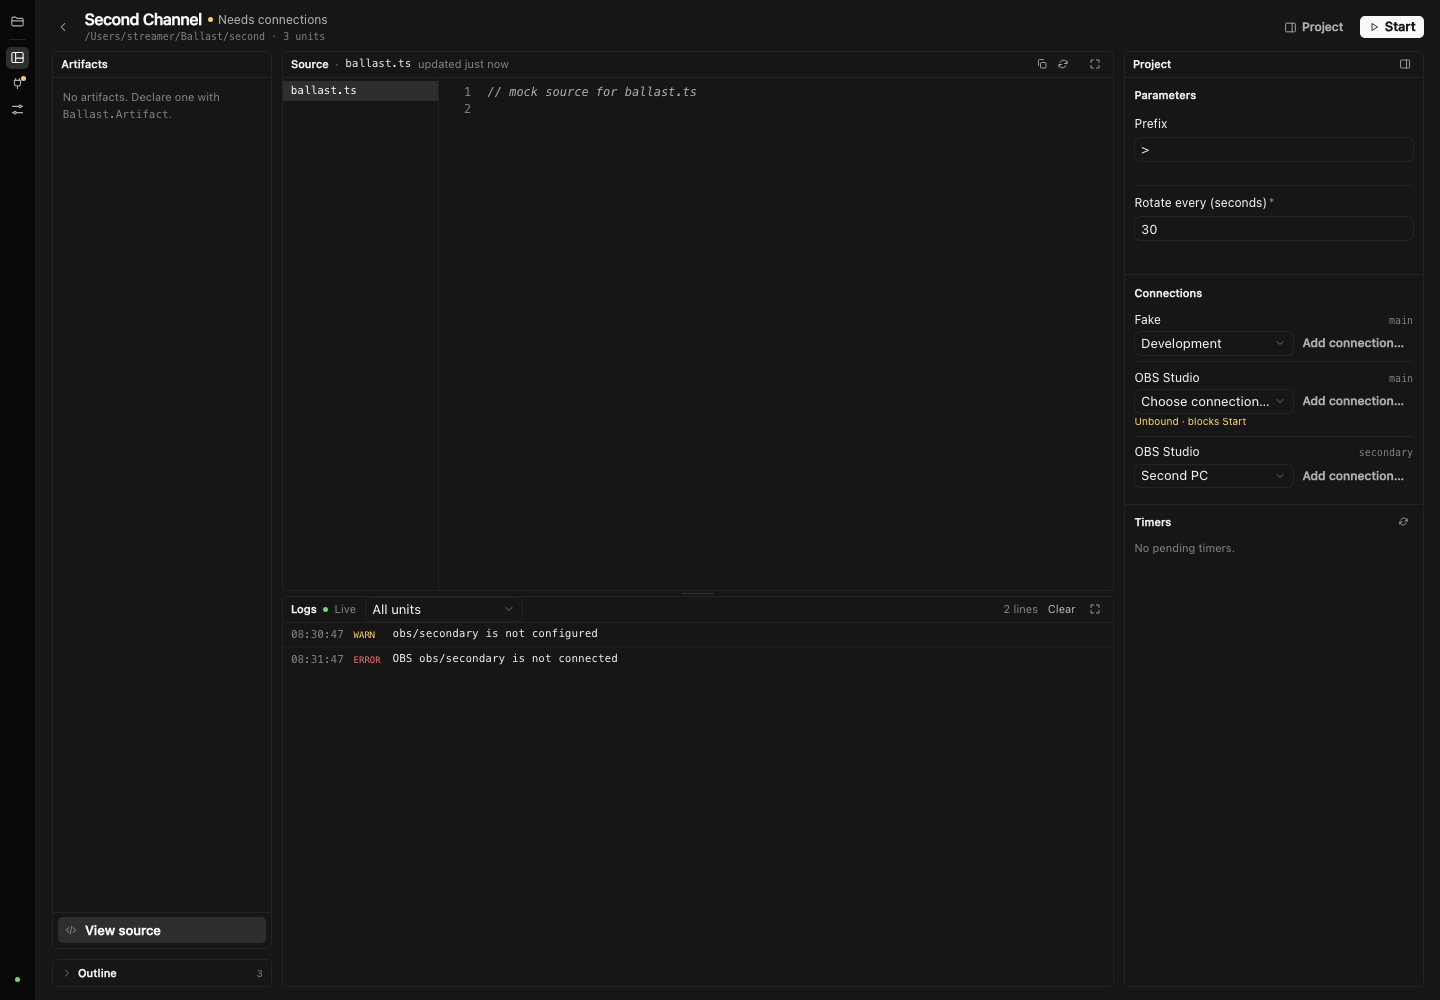 Second Channel Needs connections
/Users/streamer/Ballast/second · 3 units
Project
Start
Artifacts
No artifacts. Declare one with
Ballast.Artifact.
View source
Outline 3
Source · ballast.ts updated just now
ballast.ts
1 // mock source for ballast.ts
2
Logs Live All units 2 lines Clear
08:30:47 WARN obs/secondary is not configured
08:31:47 ERROR OBS obs/secondary is not connected
Project
Parameters
Prefix
>
Rotate every (seconds) *
30
Connections
Fake main
Development Add connection...
OBS Studio main
Choose connection... Add connection...
Unbound · blocks Start
OBS Studio secondary
Second PC Add connection...
Timers
No pending timers.